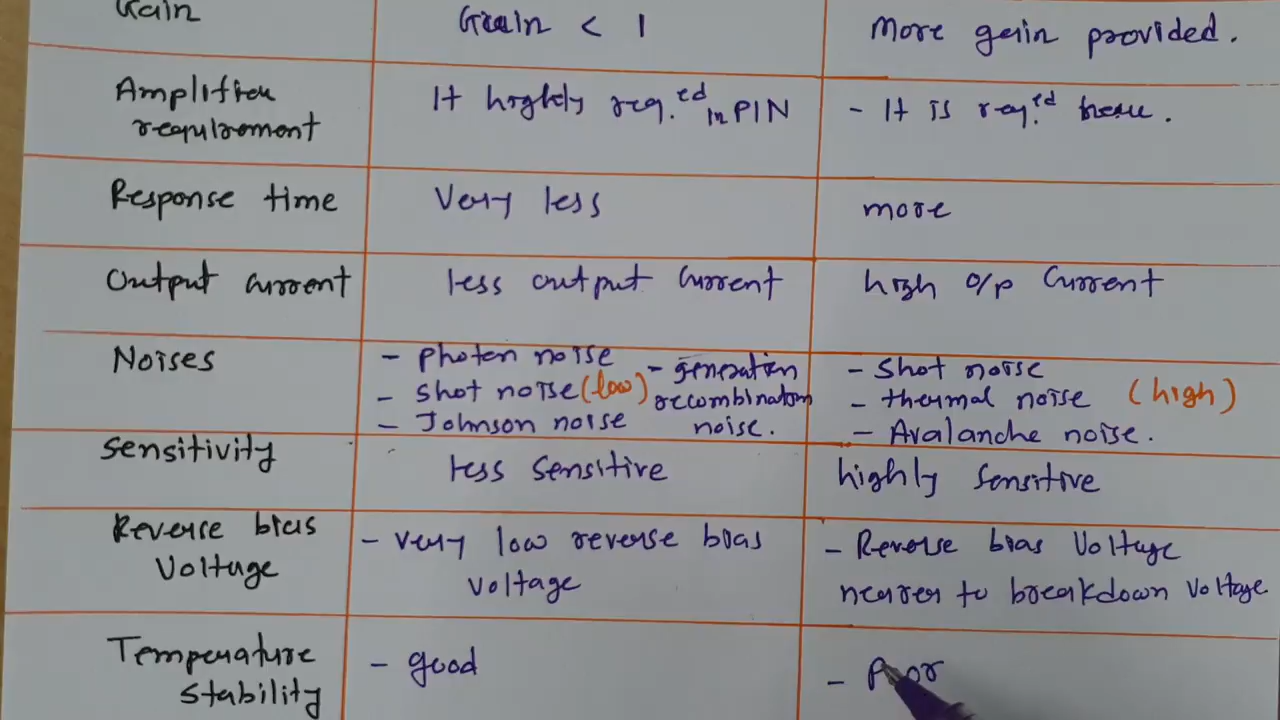 Gain Gain < 1 More gain provided.
Amplifien It highly req.ed in PIN - It is req.ed here.
requirement
Response time Very less more
Output current less output current high o/p current
Noises - photon noise - generation - Shot noise
- Shot noise (low) recombination - thermal noise (high)
- Johnson noise noise. - Avalanche noise.
Sensitivity less sensitive highly sensitive
Reverse bias - very low reverse bias - Reverse bias voltage
Voltage voltage nearer to breakdown voltage
Temperature - good - Poor
stability